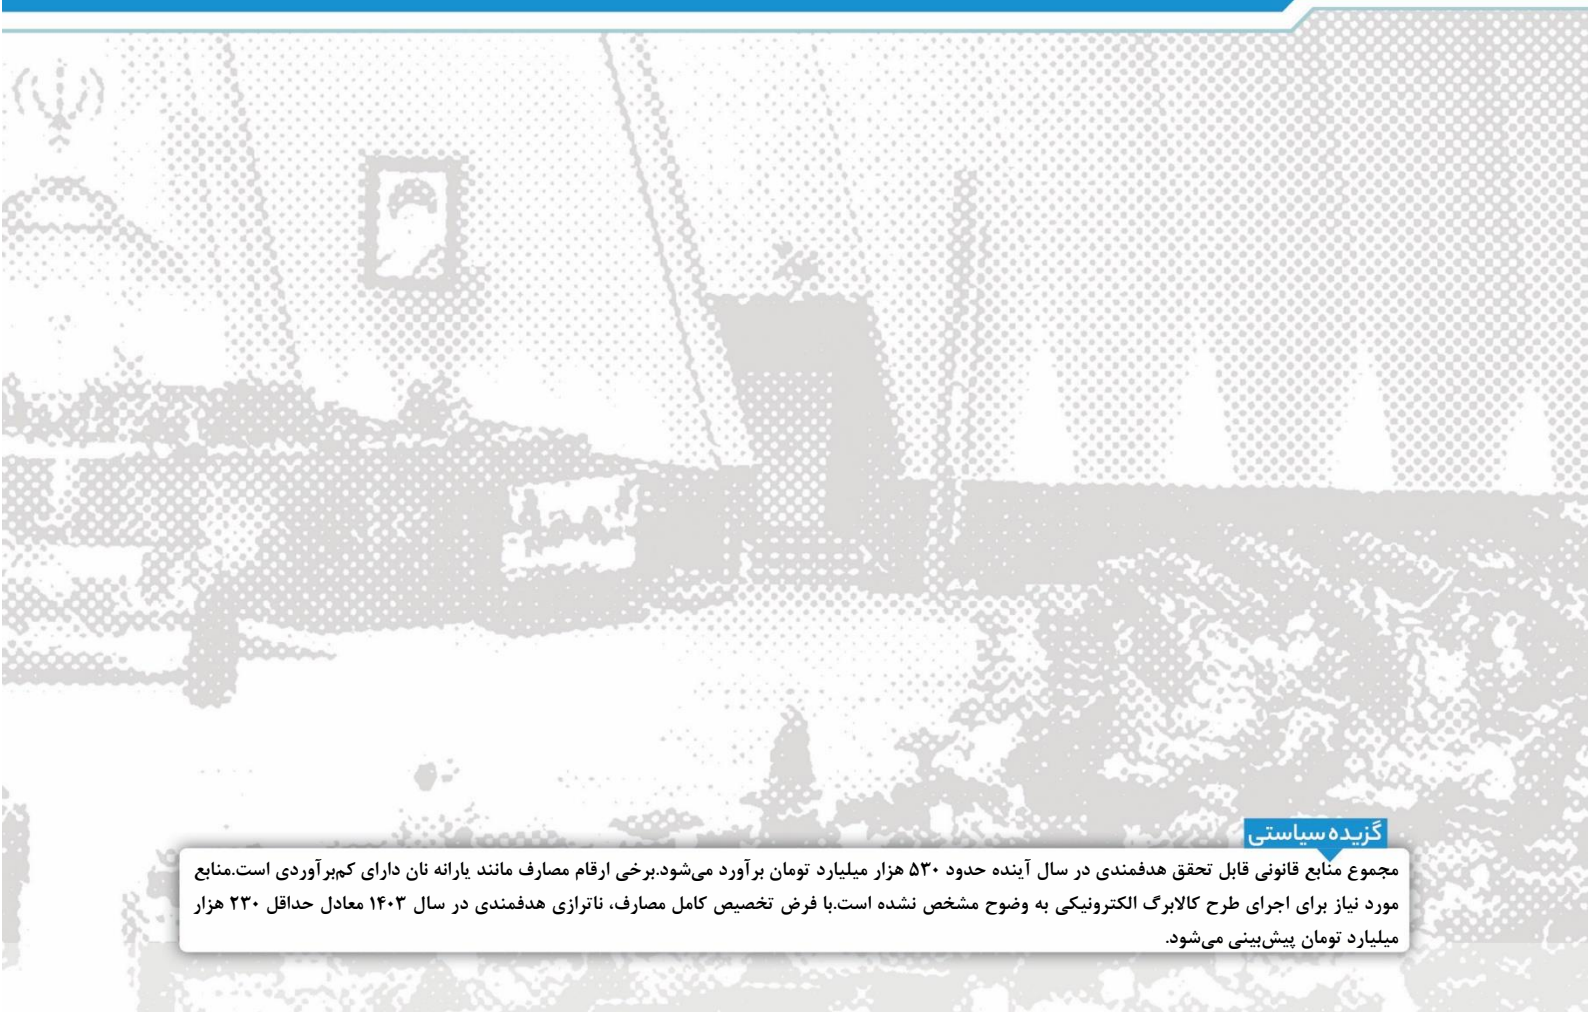 گزیده سیاستی
مجموع منابع قانونی قابل تحقق هدفمندی در سال آینده حدود ۵۳۰ هزار میلیارد تومان برآورد می‌شود.برخی ارقام مصارف مانند یارانه نان دارای کم‌برآوردی است.منابع
مورد نیاز برای اجرای طرح کالابرگ الکترونیکی به وضوح مشخص نشده است.با فرض تخصیص کامل مصارف، ناترازی هدفمندی در سال ۱۴۰۳ معادل حداقل ۲۳۰ هزار
میلیارد تومان پیش‌بینی می‌شود.